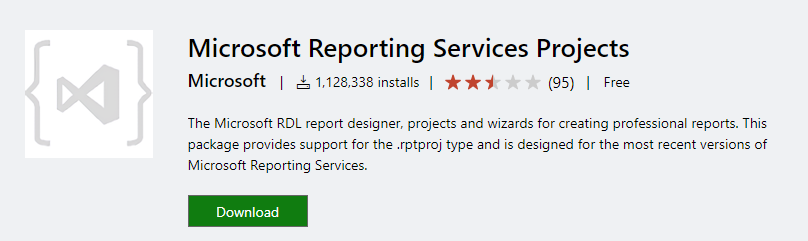 Microsoft Reporting Services Projects
Microsoft | 1,128,338 installs | (95) | Free
The Microsoft RDL report designer, projects and wizards for creating professional reports. This
package provides support for the .rptproj type and is designed for the most recent versions of
Microsoft Reporting Services.
Download